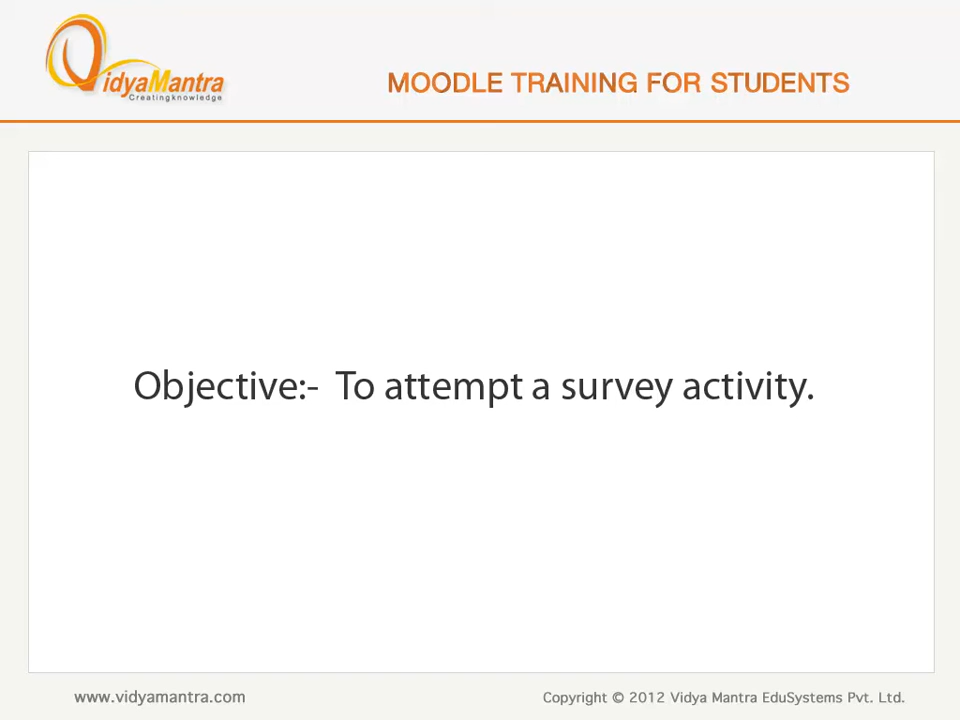 VidyaMantra
Creatingknowledge
MOODLE TRAINING FOR STUDENTS
Objective:- To attempt a survey activity.
www.vidyamantra.com
Copyright © 2012 Vidya Mantra EduSystems Pvt. Ltd.